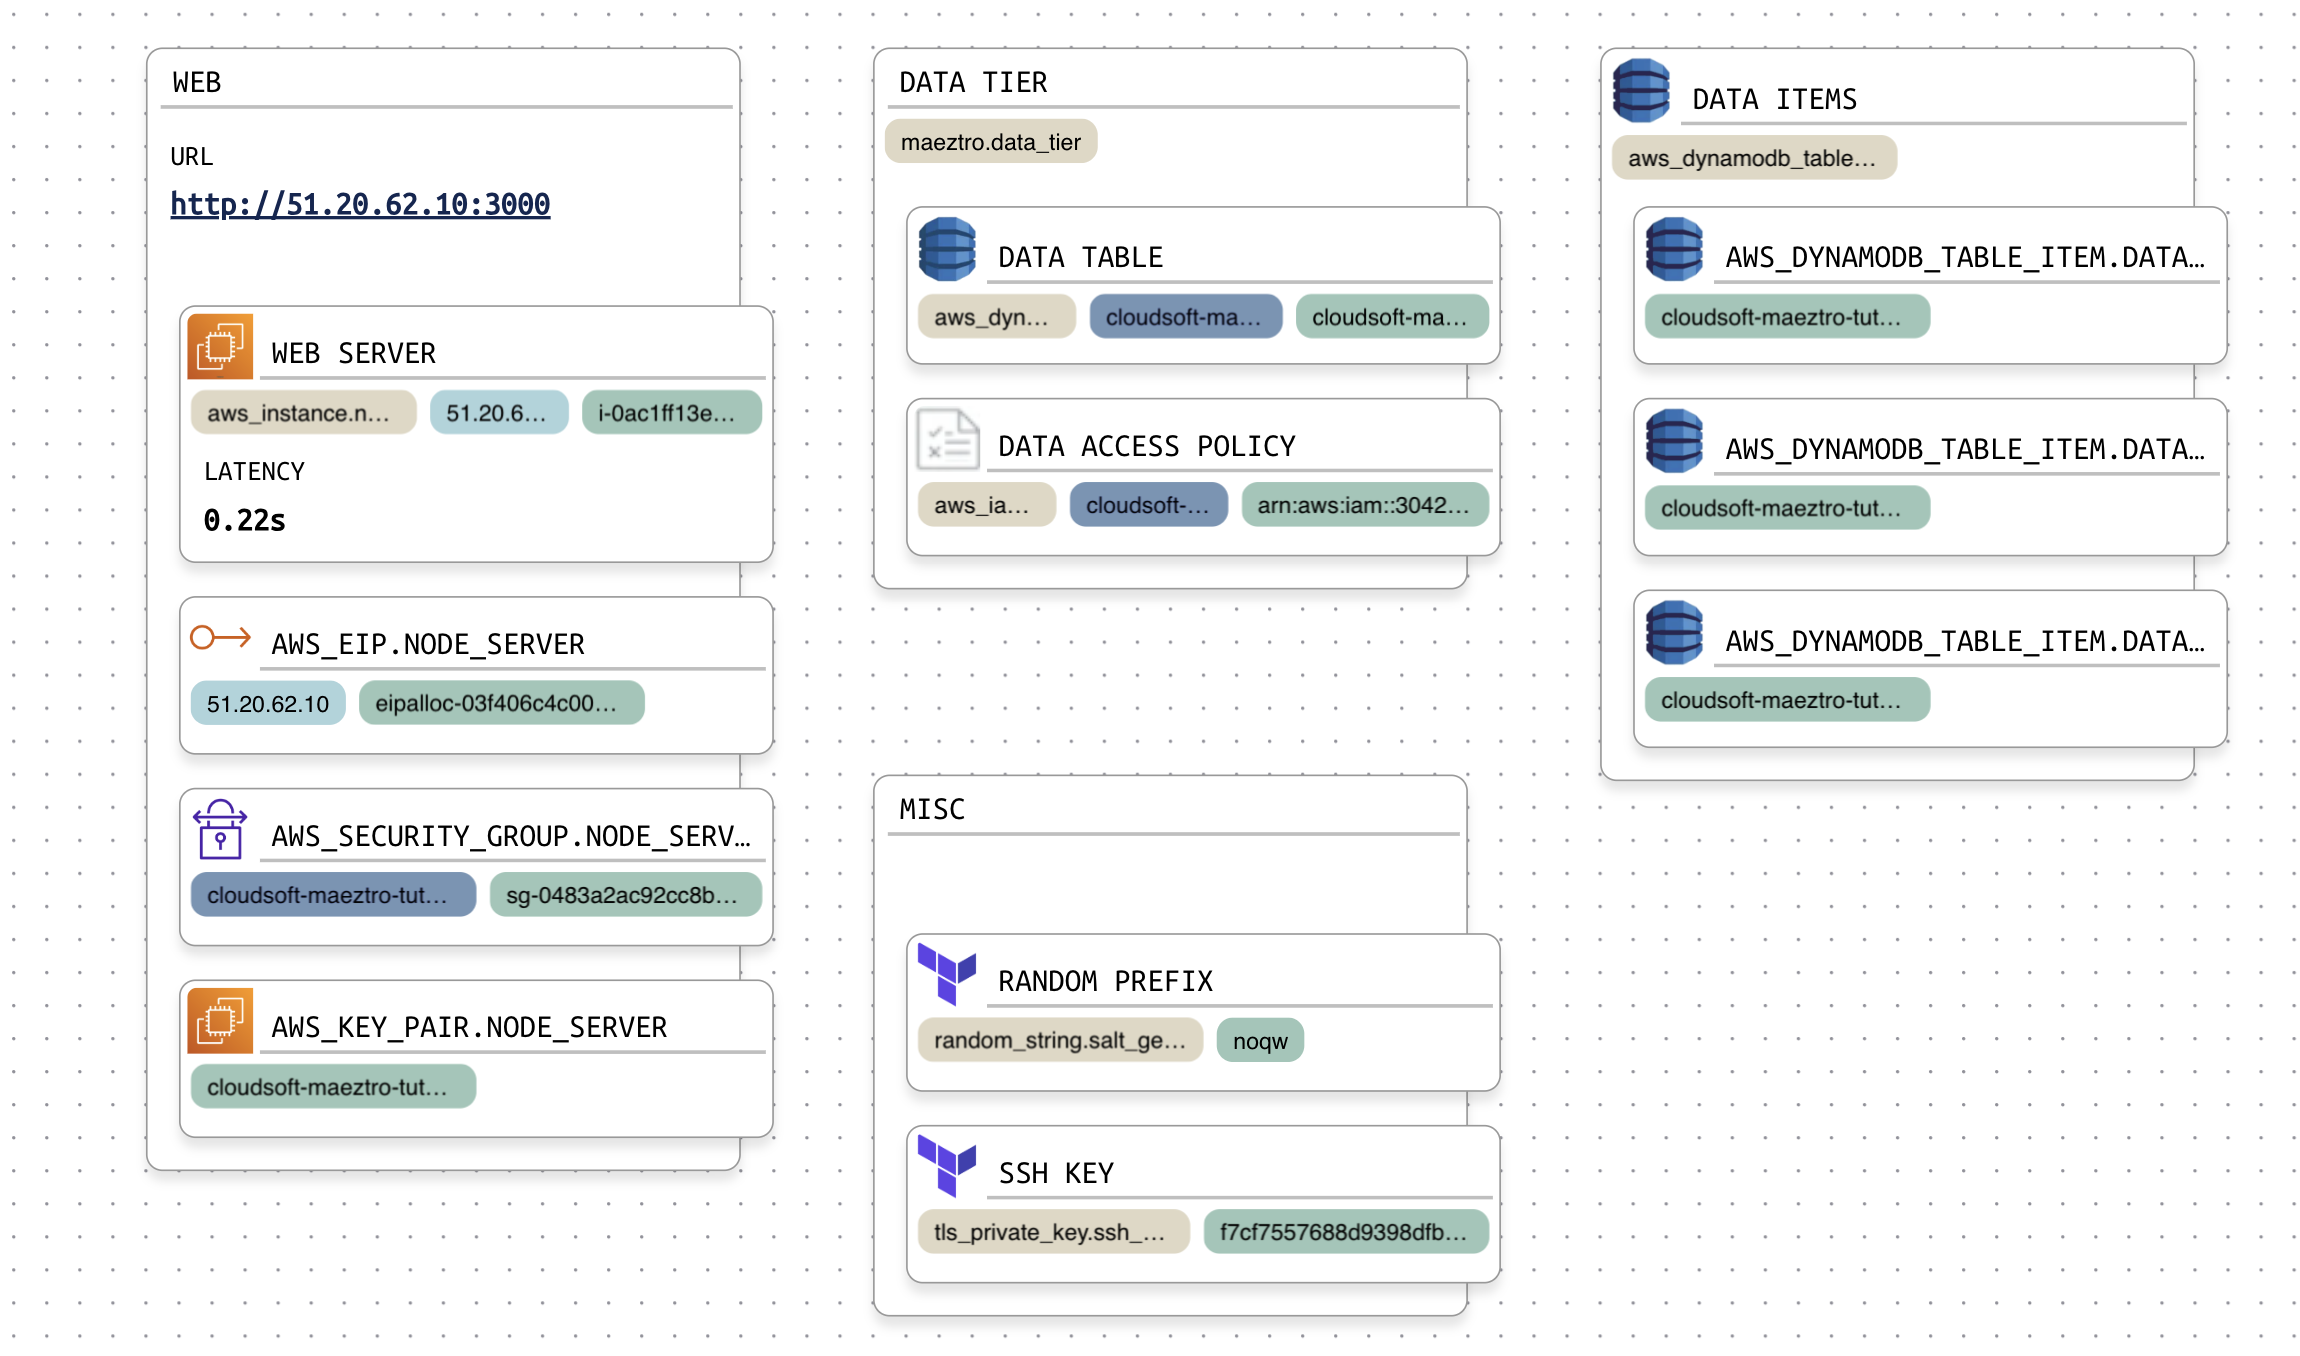 WEB
URL
http://51.20.62.10:3000
WEB SERVER
aws_instance.n... 51.20.6... i-0ac1ff13e...
LATENCY
0.22s
AWS_EIP.NODE_SERVER
51.20.62.10 eipalloc-03f406c4c00...
AWS_SECURITY_GROUP.NODE_SERV…
cloudsoft-maeztro-tut... sg-0483a2ac92cc8b...
AWS_KEY_PAIR.NODE_SERVER
cloudsoft-maeztro-tut...
DATA TIER
maeztro.data_tier
DATA TABLE
aws_dyn... cloudsoft-ma... cloudsoft-ma...
DATA ACCESS POLICY
aws_ia... cloudsoft-... arn:aws:iam::3042...
MISC
RANDOM PREFIX
random_string.salt_ge... noqw
SSH KEY
tls_private_key.ssh_... f7cf7557688d9398dfb...
DATA ITEMS
aws_dynamodb_table...
AWS_DYNAMODB_TABLE_ITEM.DATA…
cloudsoft-maeztro-tut...
AWS_DYNAMODB_TABLE_ITEM.DATA…
cloudsoft-maeztro-tut...
AWS_DYNAMODB_TABLE_ITEM.DATA…
cloudsoft-maeztro-tut...